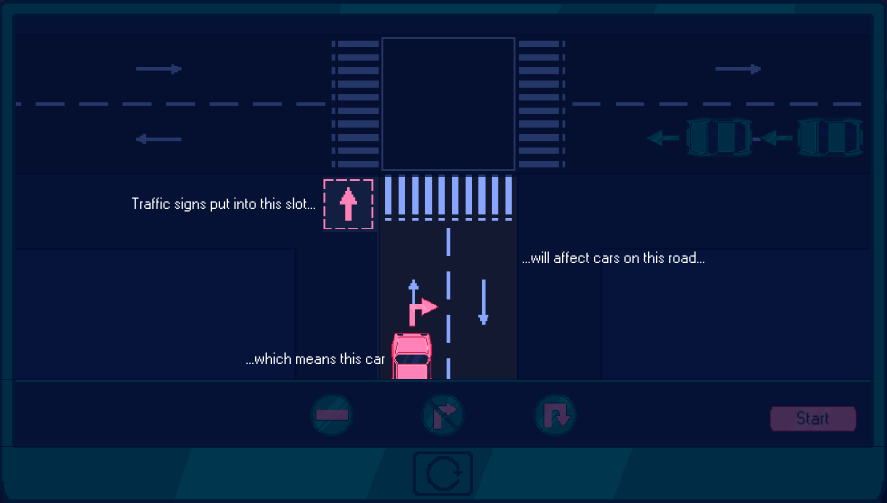 Traffic signs put into this slot...
...will affect cars on this road...
...which means this car
Start